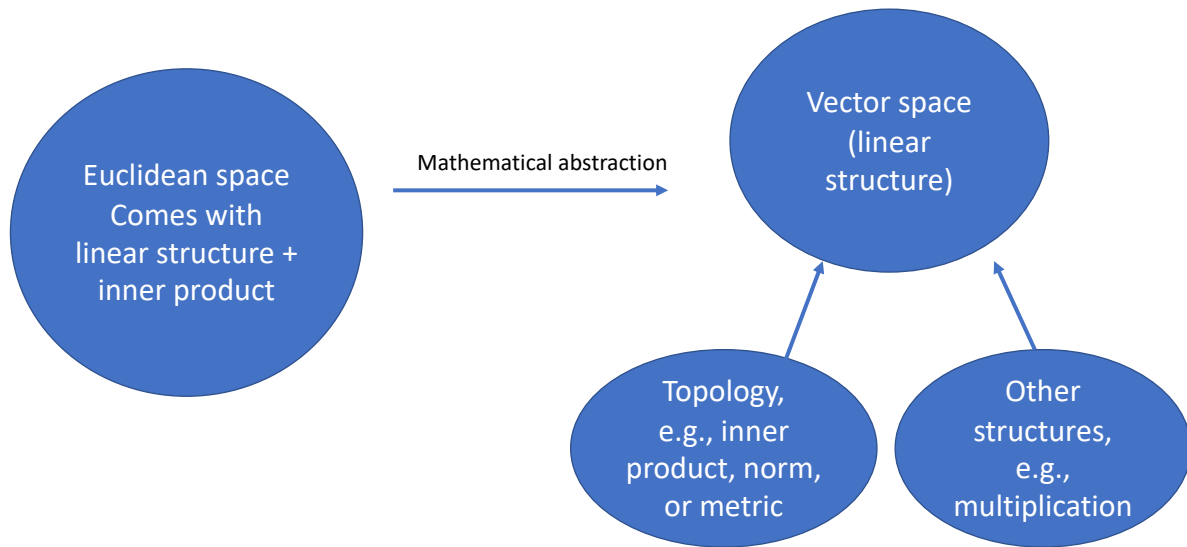 Euclidean space
Comes with
linear structure +
inner product
Mathematical abstraction
Vector space
(linear
structure)
Topology,
e.g., inner
product, norm,
or metric
Other
structures,
e.g.,
multiplication